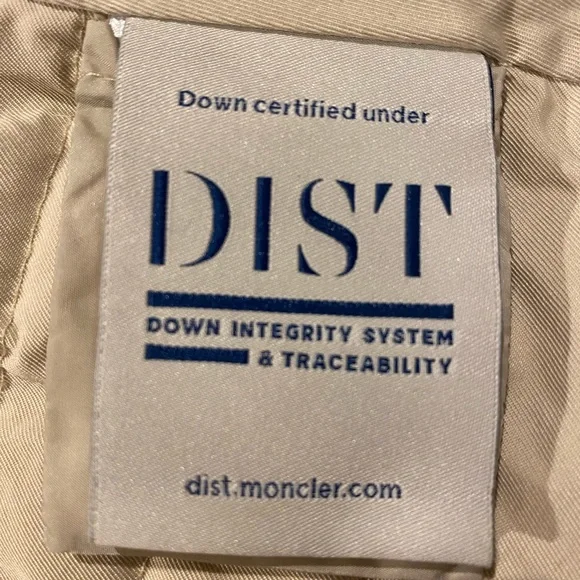 Down certified under
DIST
DOWN INTEGRITY SYSTEM
& TRACEABILITY
dist.moncler.com